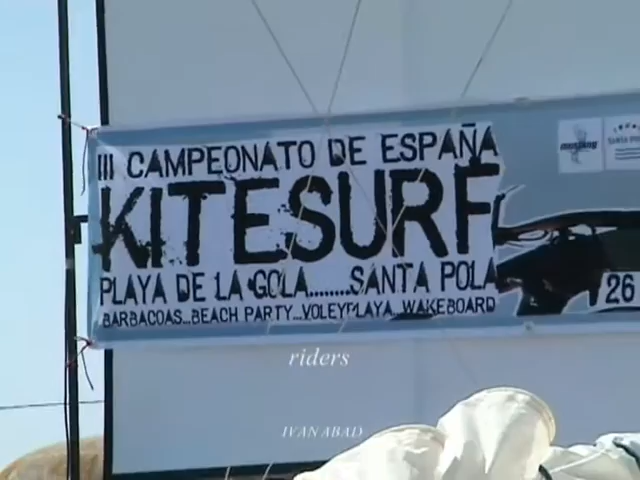 III CAMPEONATO DE ESPAÑA
KITESURF
PLAYA DE LA GOLA........SANTA POLA
BARBACOAS...BEACH PARTY...VOLEYPLAYA...WAKEBOARD
mustang
26
riders
IVAN ABAD